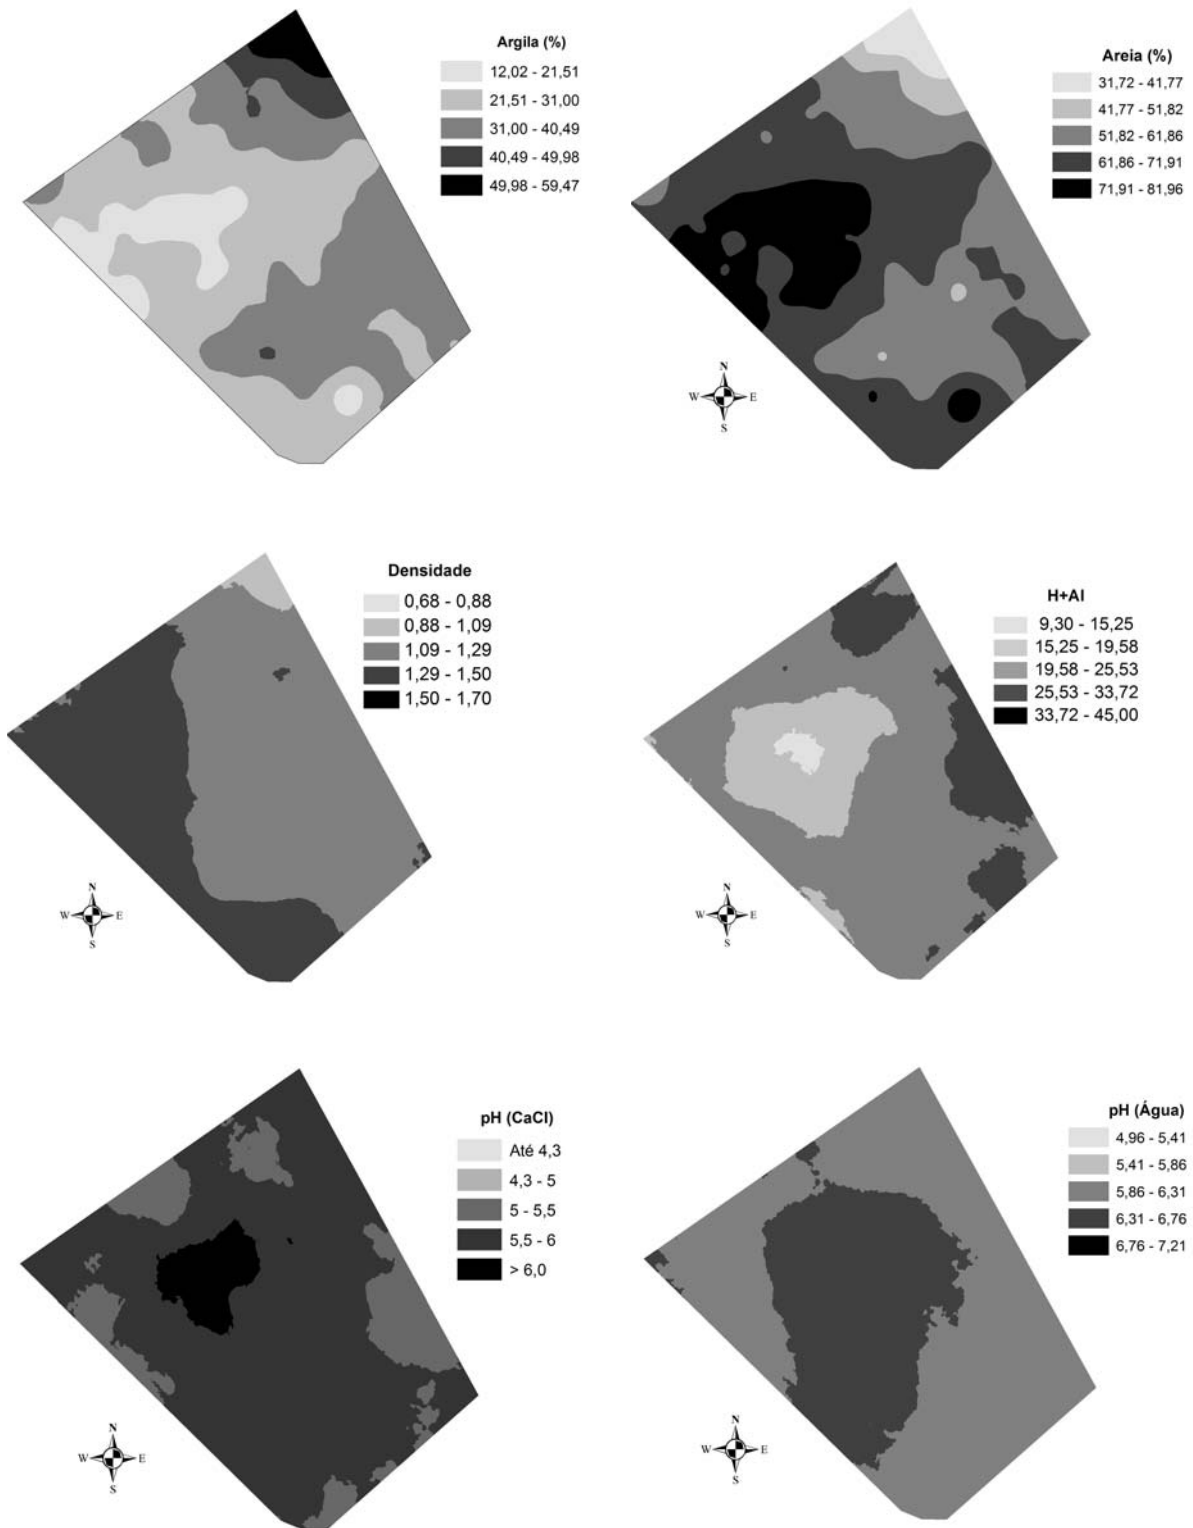 Argila (%)
12,02 - 21,51
21,51 - 31,00
31,00 - 40,49
40,49 - 49,98
49,98 - 59,47
Areia (%)
31,72 - 41,77
41,77 - 51,82
51,82 - 61,86
61,86 - 71,91
71,91 - 81,96
N
W E
S
Densidade
0,68 - 0,88
0,88 - 1,09
1,09 - 1,29
1,29 - 1,50
1,50 - 1,70
N
W E
S
H+Al
9,30 - 15,25
15,25 - 19,58
19,58 - 25,53
25,53 - 33,72
33,72 - 45,00
N
W E
S
pH (CaCl)
Até 4,3
4,3 - 5
5 - 5,5
5,5 - 6
> 6,0
N
W E
S
pH (Água)
4,96 - 5,41
5,41 - 5,86
5,86 - 6,31
6,31 - 6,76
6,76 - 7,21
N
W E
S